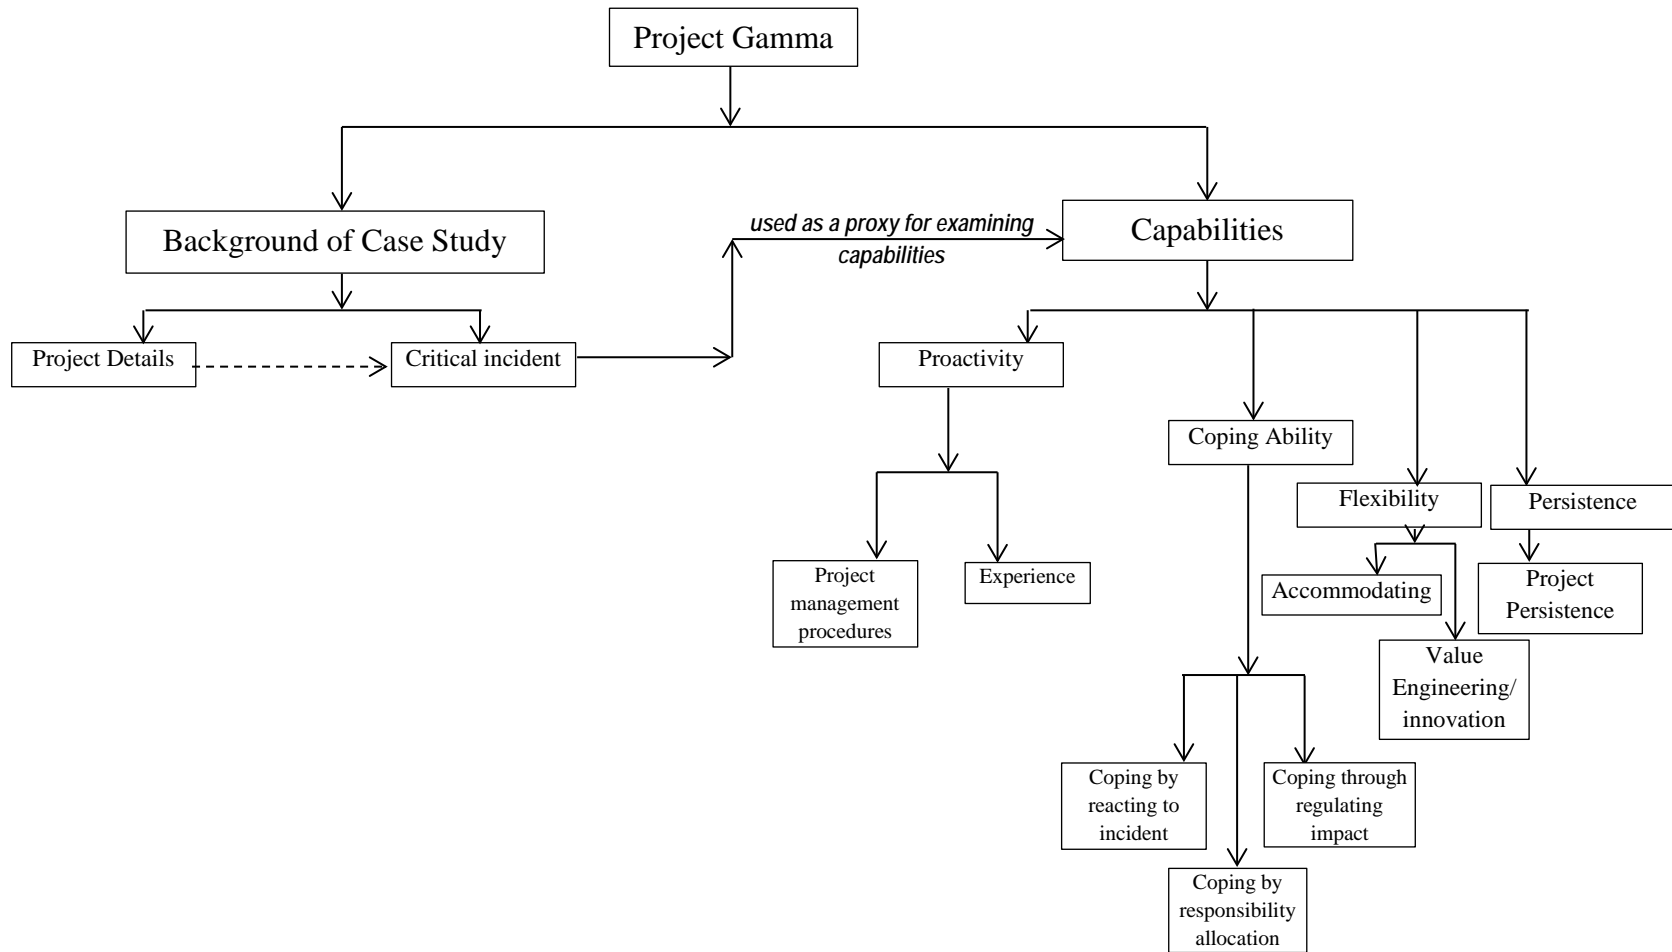 Project Gamma
Background of Case Study
used as a proxy for examining
capabilities
Capabilities
Project Details
Critical incident
Proactivity
Coping Ability
Flexibility
Persistence
Project
management
procedures
Experience
Accommodating
Project
Persistence
Value
Engineering/
innovation
Coping by
reacting to
incident
Coping through
regulating
impact
Coping by
responsibility
allocation